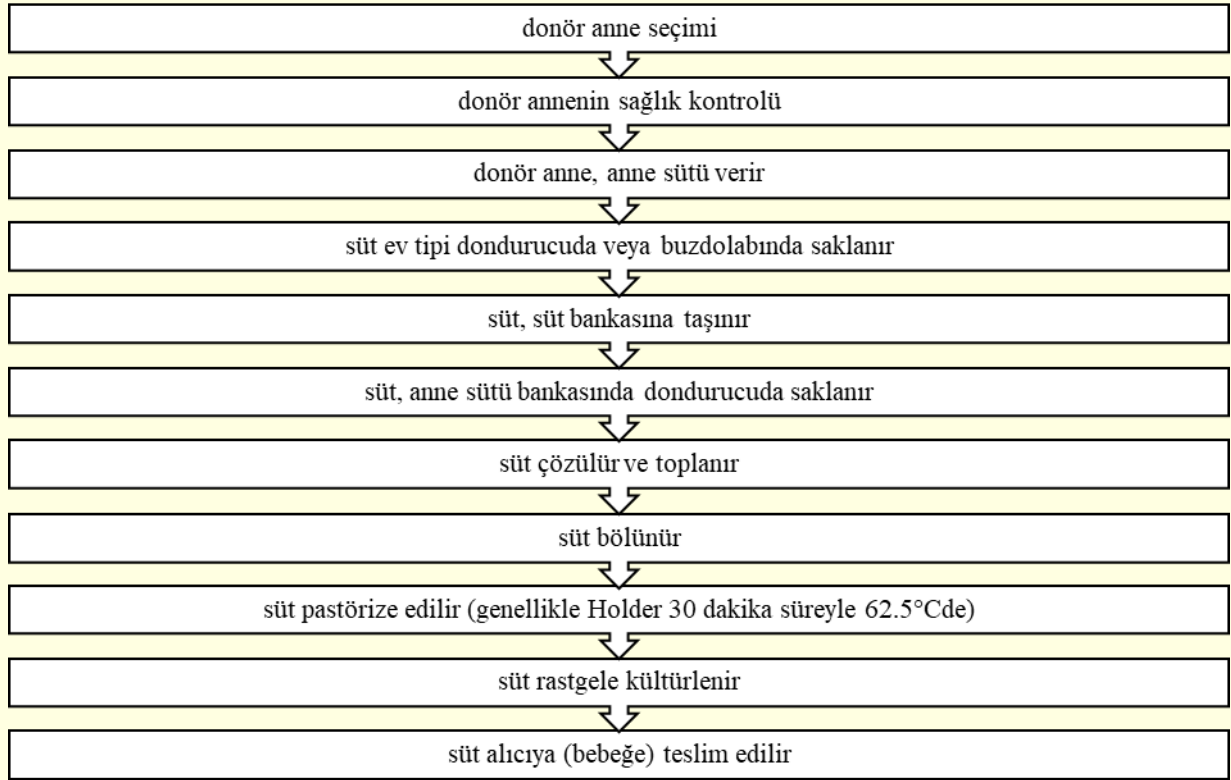 donör anne seçimi
donör annenin sağlık kontrolü
donör anne, anne sütü verir
süt ev tipi dondurucuda veya buzdolabında saklanır
süt, süt bankasına taşınır
süt, anne sütü bankasında dondurucuda saklanır
süt çözülür ve toplanır
süt bölünür
süt pastörize edilir (genellikle Holder 30 dakika süreyle 62.5°Cde)
süt rastgele kültürlenir
süt alıcıya (bebeğe) teslim edilir